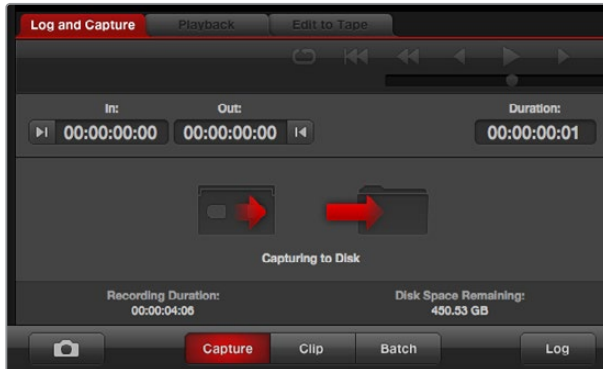 Log and Capture Playback Edit to Tape
In: Out: Duration:
00:00:00:00 00:00:00:00 00:00:00:01
Capturing to Disk
Recording Duration: Disk Space Remaining:
00:00:04:06 450.53 GB
Capture Clip Batch Log